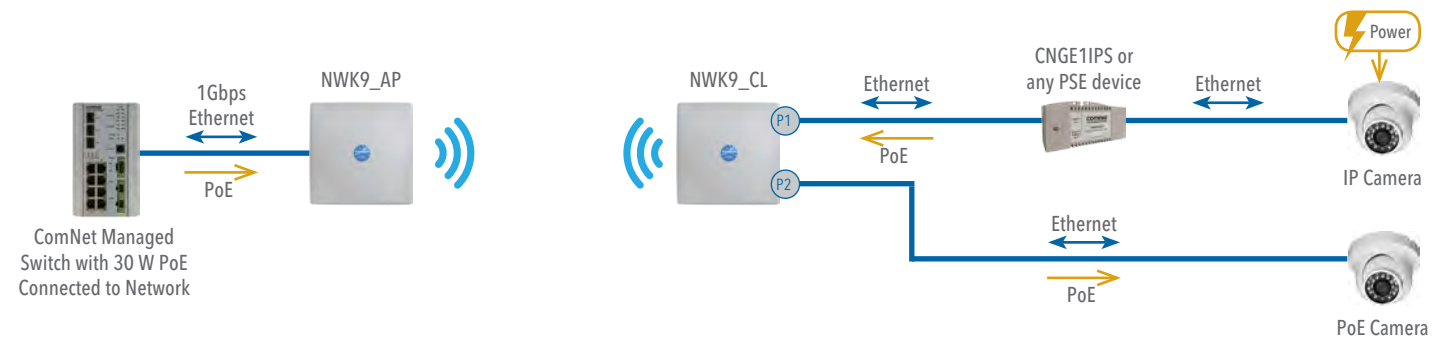 Power
CNGE1IPS or
any PSE device
NWK9_AP
NWK9_CL
1Gbps
Ethernet
Ethernet
Ethernet
P1
PoE
PoE
P2
IP Camera
Ethernet
ComNet Managed
Switch with 30 W PoE
Connected to Network
PoE
PoE Camera